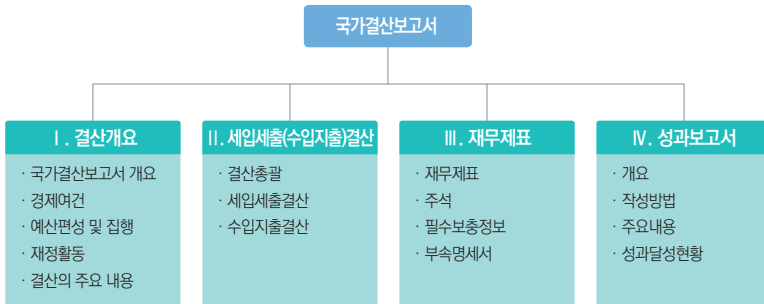 국가결산보고서
Ⅰ. 결산개요
· 국가결산보고서 개요
· 경제여건
· 예산편성 및 집행
· 재정활동
· 결산의 주요 내용
Ⅱ. 세입세출(수입지출)결산
· 결산총괄
· 세입세출결산
· 수입지출결산
Ⅲ. 재무제표
· 재무제표
· 주석
· 필수보충정보
· 부속명세서
Ⅳ. 성과보고서
· 개요
· 작성방법
· 주요내용
· 성과달성현황